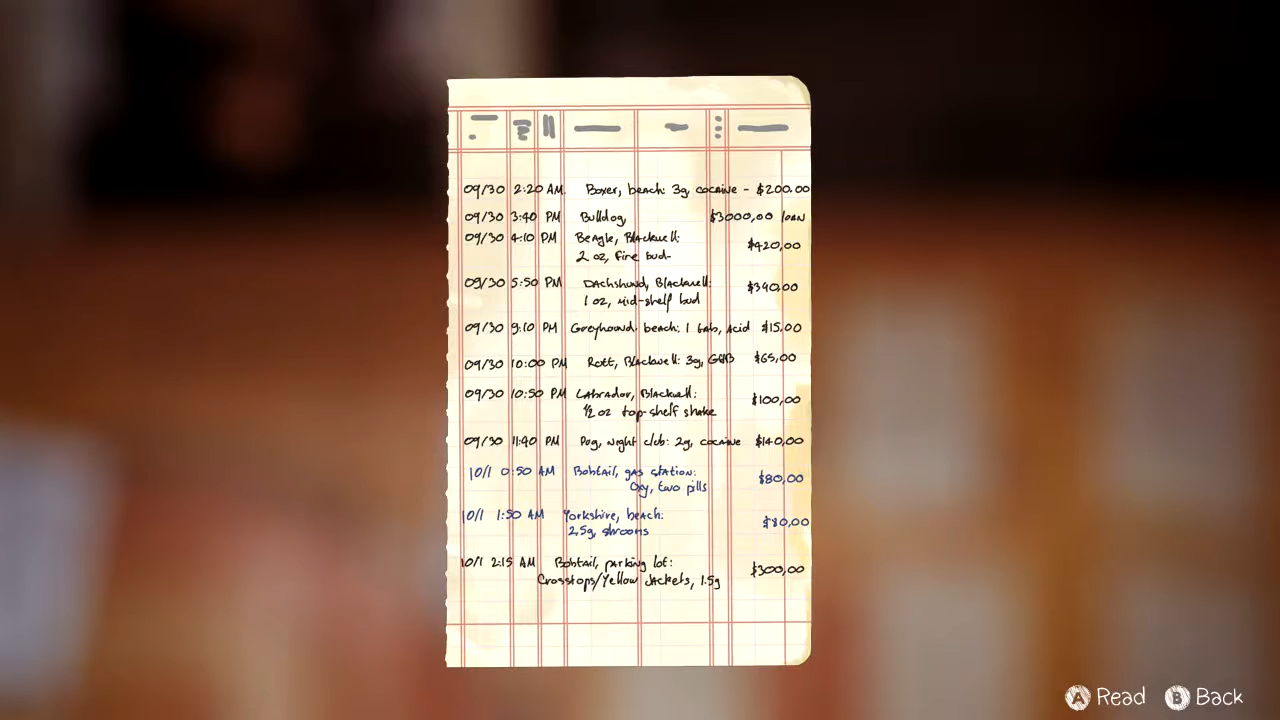 09/30 2:20 AM. Boxer, beach: 3g, cocaine - $200.00
09/30 3:40 PM Bulldog, $3000,00 loan
09/30 4:10 PM Beagle, Blackwell: $420,00
2 oz, fire bud-
09/30 5:50 PM Dachshund, Blackwell: $340.00
1 oz, mid-shelf bud
09/30 9:10 PM Greyhound, beach: 1 tab, Acid $15.00
09/30 10:00 PM Rott, Blackwell: 3g, GHB $65,00
09/30 10:50 PM Labrador, Blackwell: $100,00
1/2 oz top-shelf shake
09/30 11:40 PM Pug, night club: 2g, cocaine $140,00
10/1 0:50 AM Bobtail, gas station: $80,00
Oxy, two pills
10/1 1:50 AM Yorkshire, beach:
2,5g, shrooms
10/1 2:15 AM Bobtail, parking lot: $300,00
Crosstops/Yellow Jackets, 1.5g
A Read B Back